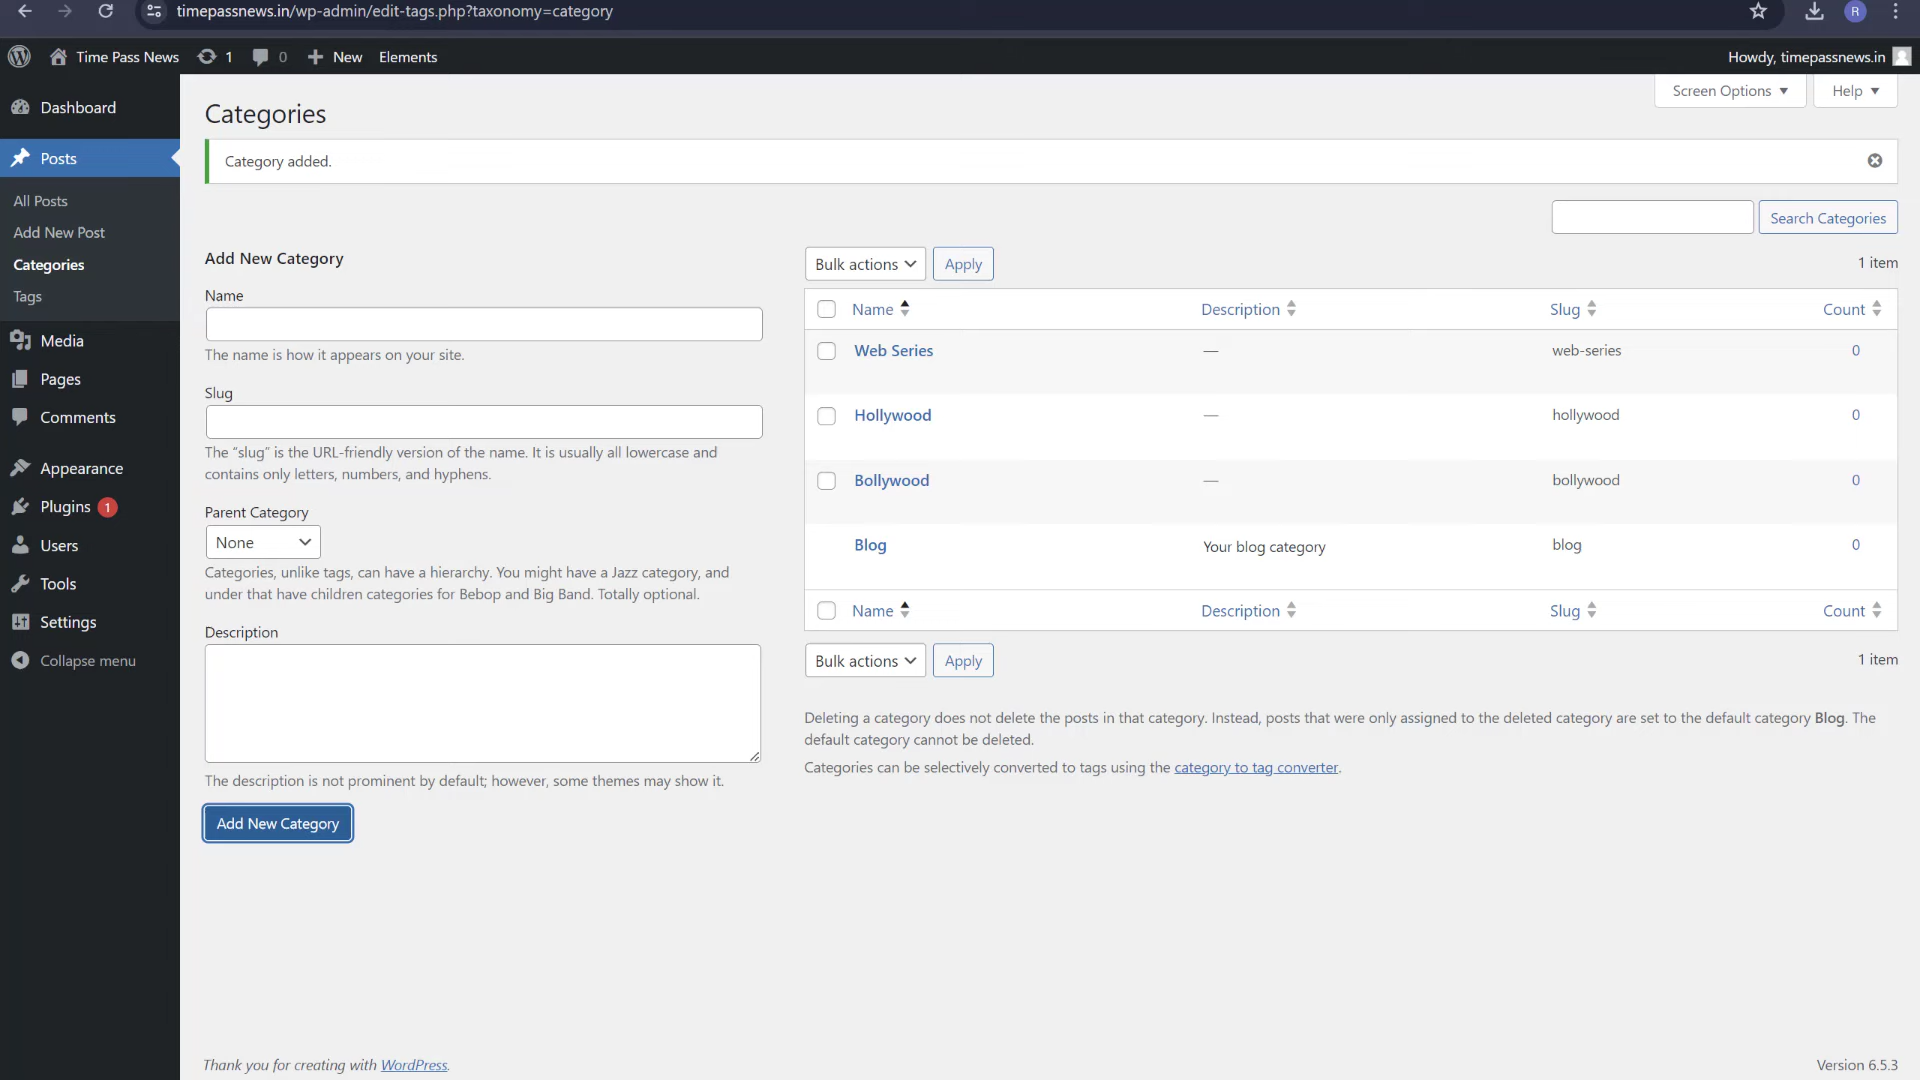 timepassnews.in/wp-admin/edit-tags.php?taxonomy=category
R
Time Pass News
1
0
New
Elements
Howdy, timepassnews.in
Dashboard
Posts
All Posts
Add New Post
Categories
Tags
Media
Pages
Comments
Appearance
Plugins 1
Users
Tools
Settings
Collapse menu
Screen Options
Help
Categories
Category added.
Search Categories
Add New Category
Name
The name is how it appears on your site.
Slug
The “slug” is the URL-friendly version of the name. It is usually all lowercase and
contains only letters, numbers, and hyphens.
Parent Category
None
Categories, unlike tags, can have a hierarchy. You might have a Jazz category, and
under that have children categories for Bebop and Big Band. Totally optional.
Description
The description is not prominent by default; however, some themes may show it.
Add New Category
Bulk actions
Apply
1 item
Name Description Slug Count
Web Series — web-series 0
Hollywood — hollywood 0
Bollywood — bollywood 0
Blog Your blog category blog 0
Name Description Slug Count
Bulk actions
Apply
1 item
Deleting a category does not delete the posts in that category. Instead, posts that were only assigned to the deleted category are set to the default category Blog. The
default category cannot be deleted.
Categories can be selectively converted to tags using the category to tag converter.
Thank you for creating with WordPress.
Version 6.5.3